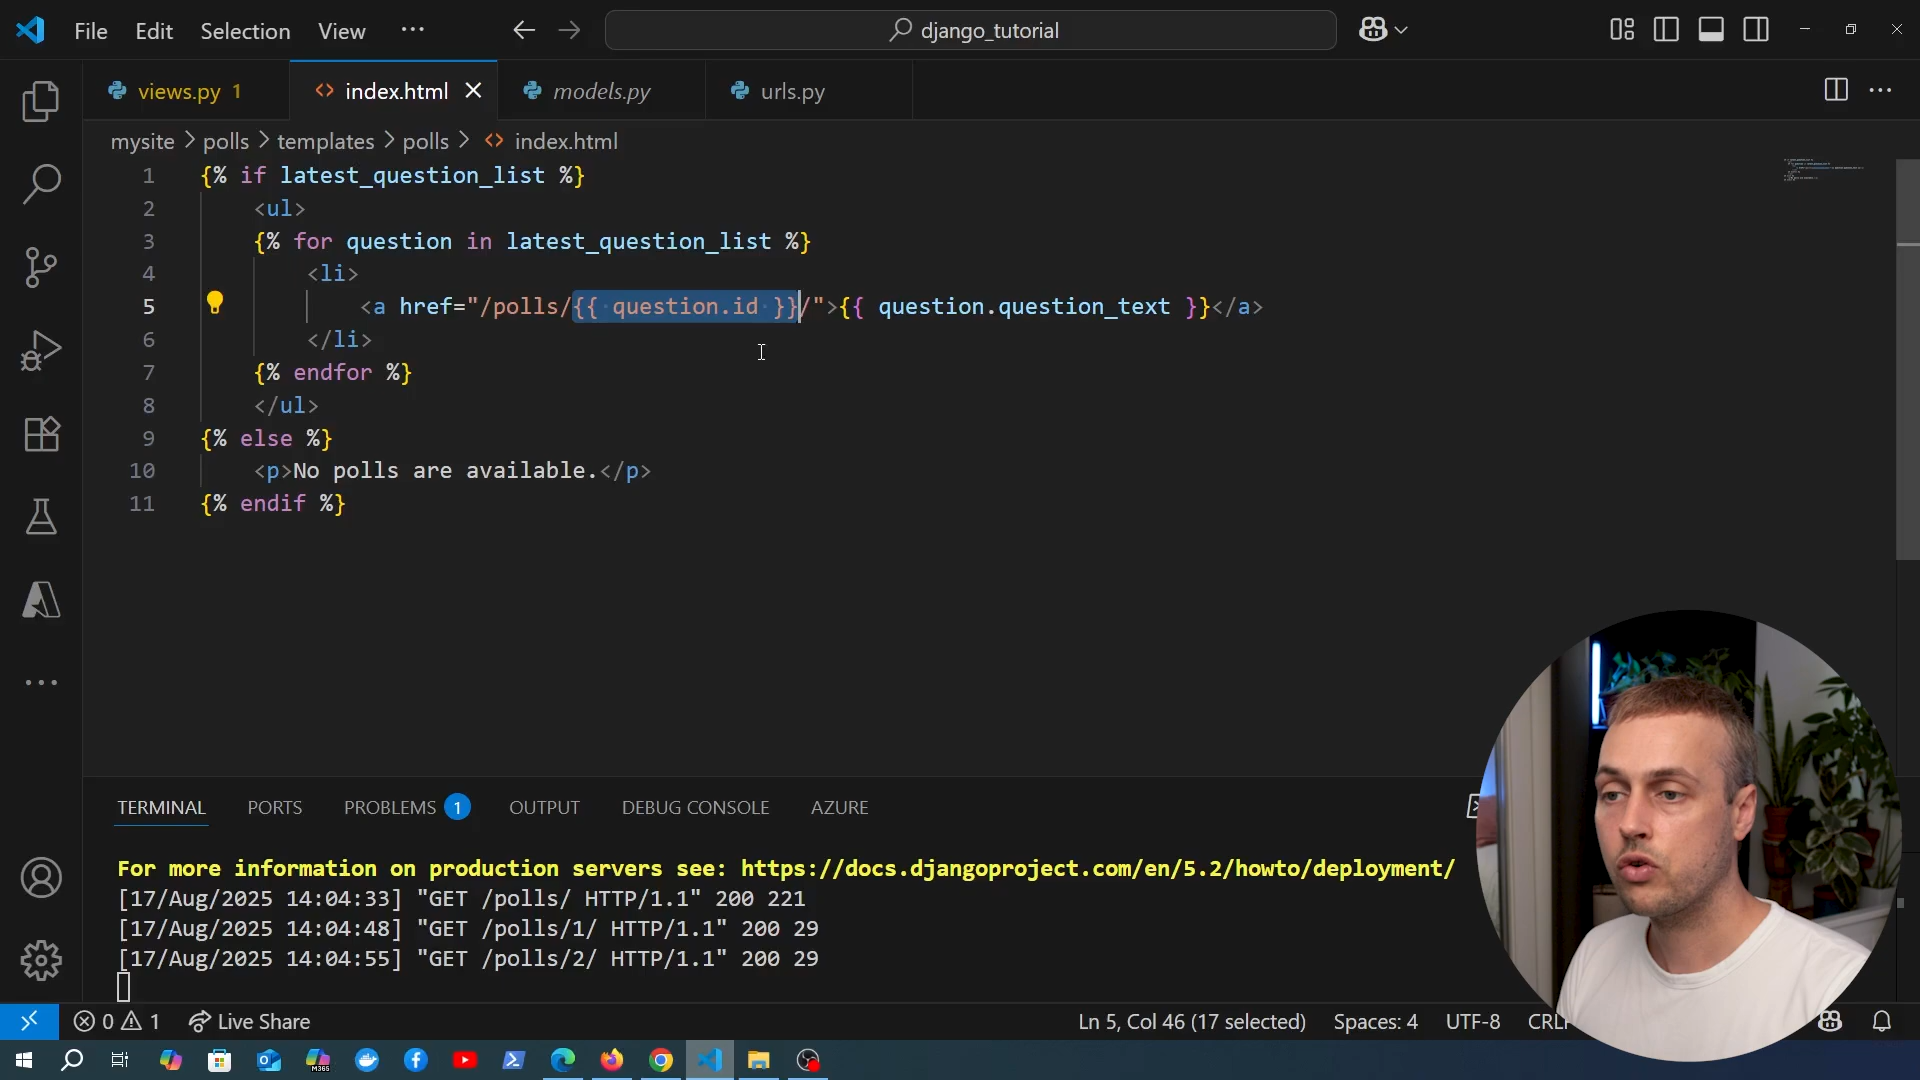 File Edit Selection View ··· django_tutorial
views.py 1 index.html models.py urls.py
mysite > polls > templates > polls > index.html
1 {% if latest_question_list %}
2 <ul>
3 {% for question in latest_question_list %}
4 <li>
5 <a href="/polls/{{ question.id }}/">{{ question.question_text }}</a>
6 </li>
7 {% endfor %}
8 </ul>
9 {% else %}
10 <p>No polls are available.</p>
11 {% endif %}
TERMINAL PORTS PROBLEMS 1 OUTPUT DEBUG CONSOLE AZURE
For more information on production servers see: https://docs.djangoproject.com/en/5.2/howto/deployment/
[17/Aug/2025 14:04:33] "GET /polls/ HTTP/1.1" 200 221
[17/Aug/2025 14:04:48] "GET /polls/1/ HTTP/1.1" 200 29
[17/Aug/2025 14:04:55] "GET /polls/2/ HTTP/1.1" 200 29
0 1 Live Share Ln 5, Col 46 (17 selected) Spaces: 4 UTF-8
M365